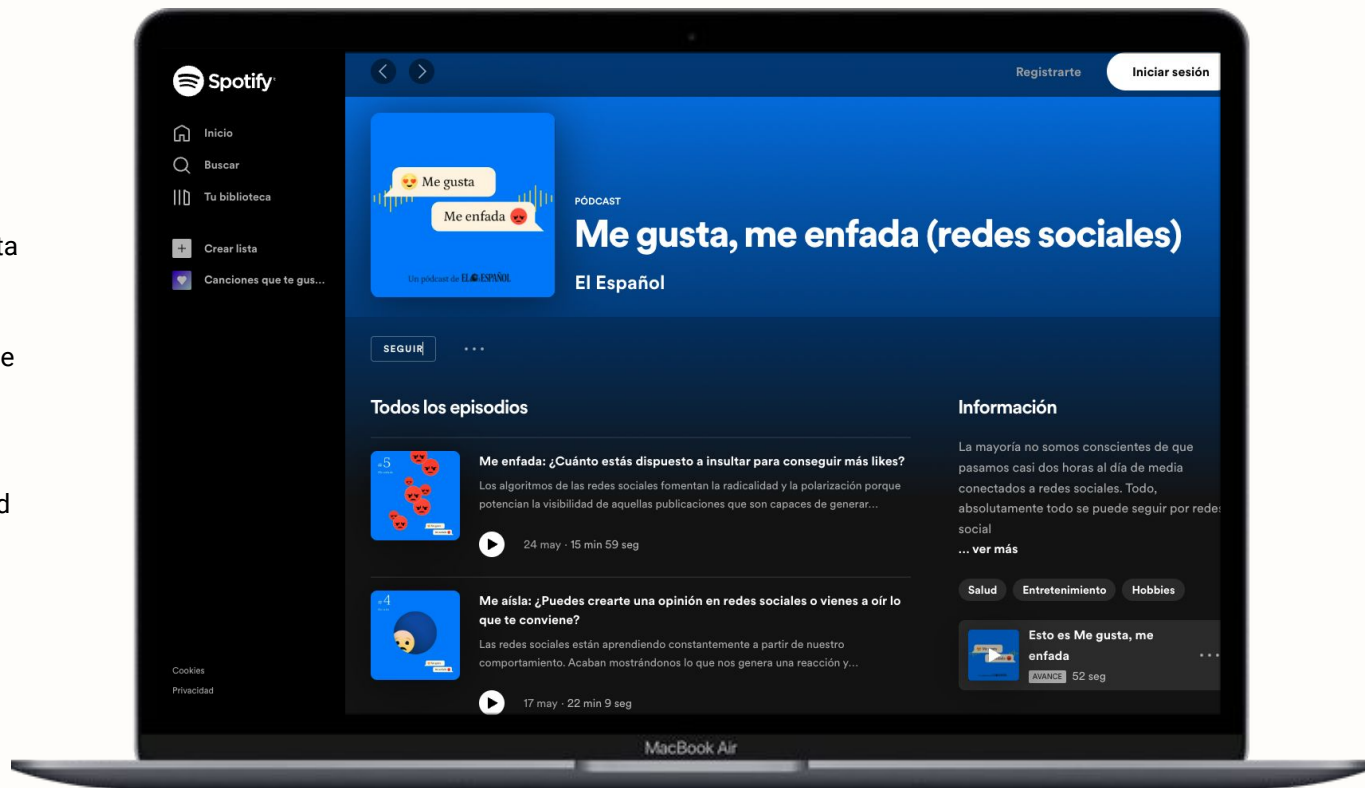 ta
e
d
Spotify
Inicio
Buscar
Tu biblioteca
Crear lista
Canciones que te gus...
Cookies
Privacidad
Registrarte
Iniciar sesión
Me gusta
Me enfada
Un pódcast de EL ESPAÑOL
PÓDCAST
Me gusta, me enfada (redes sociales)
El Español
SEGUIR
Todos los episodios
5
Me enfada: ¿Cuánto estás dispuesto a insultar para conseguir más likes?
Los algoritmos de las redes sociales fomentan la radicalidad y la polarización porque
potencian la visibilidad de aquellas publicaciones que son capaces de generar...
24 may · 15 min 59 seg
4
Me aísla: ¿Puedes crearte una opinión en redes sociales o vienes a oír lo
que te conviene?
Las redes sociales están aprendiendo constantemente a partir de nuestro
comportamiento. Acaban mostrándonos lo que nos genera una reacción y...
17 may · 22 min 9 seg
Información
La mayoría no somos conscientes de que
pasamos casi dos horas al día de media
conectados a redes sociales. Todo,
absolutamente todo se puede seguir por redes
social
... ver más
Salud Entretenimiento Hobbies
Esto es Me gusta, me
enfada
AVANCE 52 seg
MacBook Air